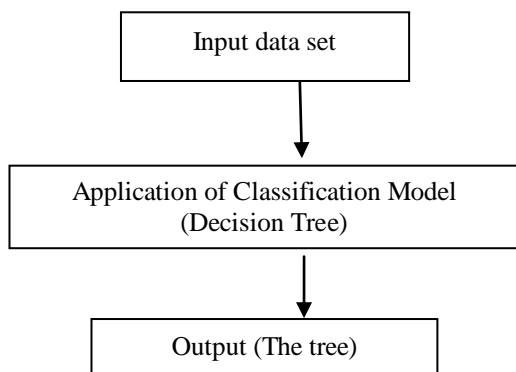 Input data set
Application of Classification Model
(Decision Tree)
Output (The tree)